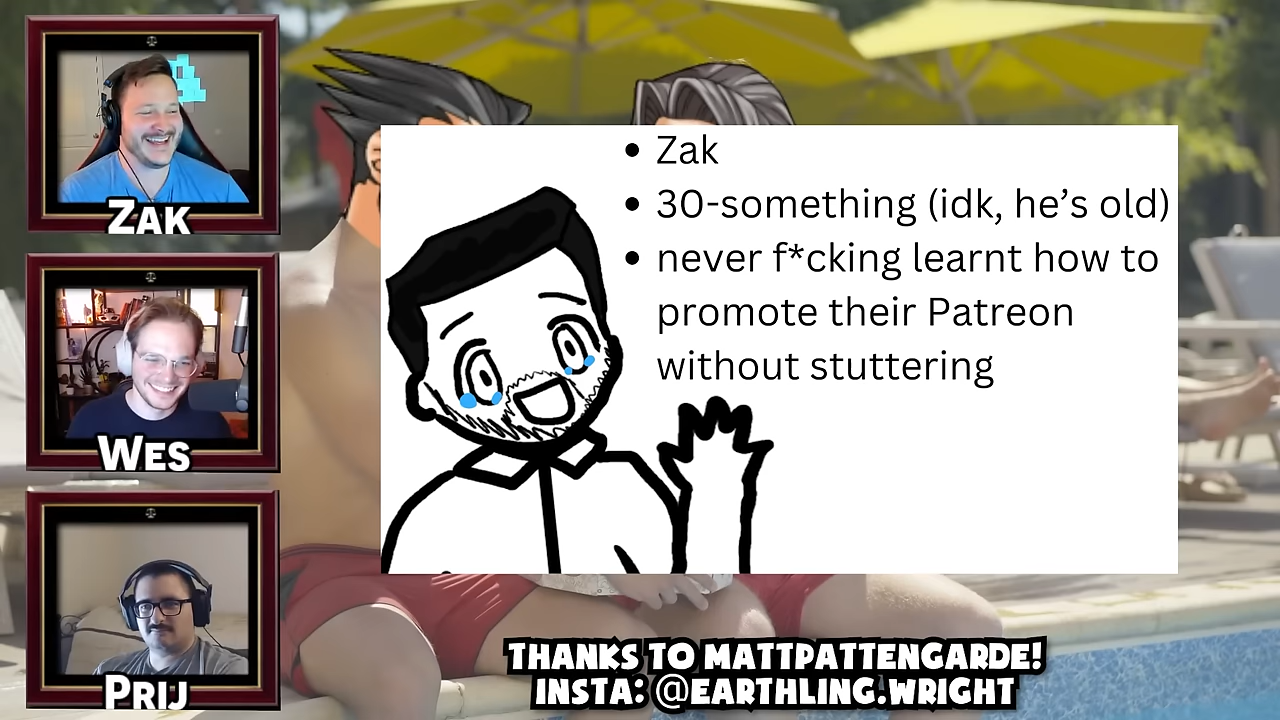 Zak
Wes
Prij
• Zak
• 30-something (idk, he's old)
• never f*cking learnt how to
promote their Patreon
without stuttering
THANKS TO MATTPATTENGARDE!
INSTA: @EARTHLING.WRIGHT